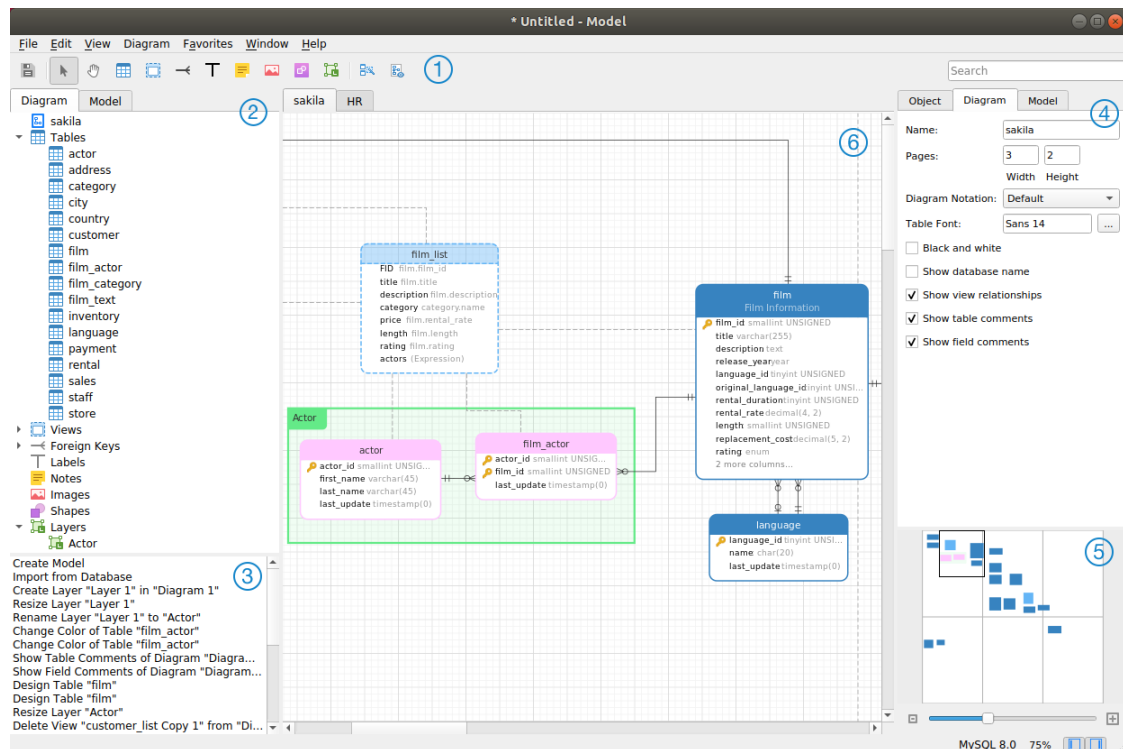 * Untitled - Model
File Edit View Diagram Favorites Window Help
1
Search
Diagram Model
2
sakila
Tables
actor
address
category
city
country
customer
film
film_actor
film_category
film_text
inventory
language
payment
rental
sales
staff
store
Views
Foreign Keys
Labels
Notes
Images
Shapes
Layers
Actor
3
Create Model
Import from Database
Create Layer "Layer 1" in "Diagram 1"
Resize Layer "Layer 1"
Rename Layer "Layer 1" to "Actor"
Change Color of Table "film_actor"
Change Color of Table "film_actor"
Show Table Comments of Diagram "Diagra...
Show Field Comments of Diagram "Diagram...
Design Table "film"
Design Table "film"
Resize Layer "Actor"
Delete View "customer_list Copy 1" from "Di...
sakila HR
6
film_list
FID film.film_id
title film.title
description film.description
category category.name
price film.rental_rate
length film.length
rating film.rating
actors (Expression)
Actor
actor
actor_id smallint UNSIG...
first_name varchar(45)
last_name varchar(45)
last_update timestamp(0)
film_actor
actor_id smallint UNSIG...
film_id smallint UNSIGNED
last_update timestamp(0)
film
Film Information
film_id smallint UNSIGNED
title varchar(255)
description text
release_year year
language_id tinyint UNSIGNED
original_language_id tinyint UNSI...
rental_duration tinyint UNSIGNED
rental_rate decimal(4, 2)
length smallint UNSIGNED
replacement_cost decimal(5, 2)
rating enum
2 more columns...
language
language_id tinyint UNSI...
name char(20)
last_update timestamp(0)
Object Diagram Model
4
Name: sakila
Pages: 3 2
Width Height
Diagram Notation: Default
Table Font: Sans 14 ...
Black and white
Show database name
Show view relationships
Show table comments
Show field comments
5
MySQL 8.0 75%